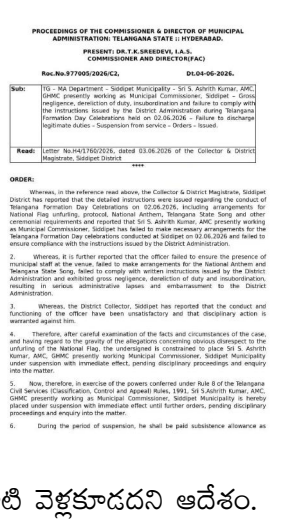 PROCEEDINGS OF THE COMMISSIONER & DIRECTOR OF MUNICIPAL
ADMINISTRATION: TELANGANA STATE :: HYDERABAD.
PRESENT: DR.T.K.SREEDEVI, I.A.S.
COMMISSIONER AND DIRECTOR(FAC)
Roc.No.977005/2026/C2, Dt.04-06-2026.
Sub: TG – MA Department – Siddipet Municipality – Sri S. Ashrith Kumar, AMC,
GHMC presently working as Municipal Commissioner, Siddipet – Gross
negligence, dereliction of duty, insubordination and failure to comply with
the instructions issued by the District Administration during Telangana
Formation Day Celebrations held on 02.06.2026 – Failure to discharge
legitimate duties – Suspension from service – Orders – Issued.
Read: Letter No.H4/1760/2026, dated 03.06.2026 of the Collector & District
Magistrate, Siddipet District
****
ORDER:
Whereas, in the reference read above, the Collector & District Magistrate, Siddipet
District has reported that the detailed instructions were issued regarding the conduct of
Telangana Formation Day Celebrations on 02.06.2026, including arrangements for
National Flag unfurling, protocol, National Anthem, Telangana State Song and other
ceremonial requirements and reported that Sri S. Ashrith Kumar, AMC presently working
as Municipal Commissioner, Siddipet has failed to make necessary arrangements for the
Telangana Formation Day celebrations conducted at Siddipet on 02.06.2026 and failed to
ensure compliance with the instructions issued by the District Administration.
2. Whereas, it is further reported that the officer failed to ensure the presence of
municipal staff at the venue, failed to make arrangements for the National Anthem and
Telangana State Song, failed to comply with written instructions issued by the District
Administration and exhibited gross negligence, dereliction of duty and insubordination,
resulting in serious administrative lapses and embarrassment to the District
Administration.
3. Whereas, the District Collector, Siddipet has reported that the conduct and
functioning of the officer have been unsatisfactory and that disciplinary action is
warranted against him.
4. Therefore, after careful examination of the facts and circumstances of the case,
and having regard to the gravity of the allegations concerning obvious disrespect to the
unfurling of the National Flag, the undersigned is constrained to place Sri S. Ashrith
Kumar, AMC, GHMC presently working Municipal Commissioner, Siddipet Municipality
under suspension with immediate effect, pending disciplinary proceedings and enquiry
into the matter.
5. Now, therefore, in exercise of the powers conferred under Rule 8 of the Telangana
Civil Services (Classification, Control and Appeal) Rules, 1991, Sri S.Ashrith Kumar, AMC,
GHMC presently working as Municipal Commissioner, Siddipet Municipality is hereby
placed under suspension with immediate effect until further orders, pending disciplinary
proceedings and enquiry into the matter.
6. During the period of suspension, he shall be paid subsistence allowance as
టి వెళ్లకూడదని ఆదేశం.